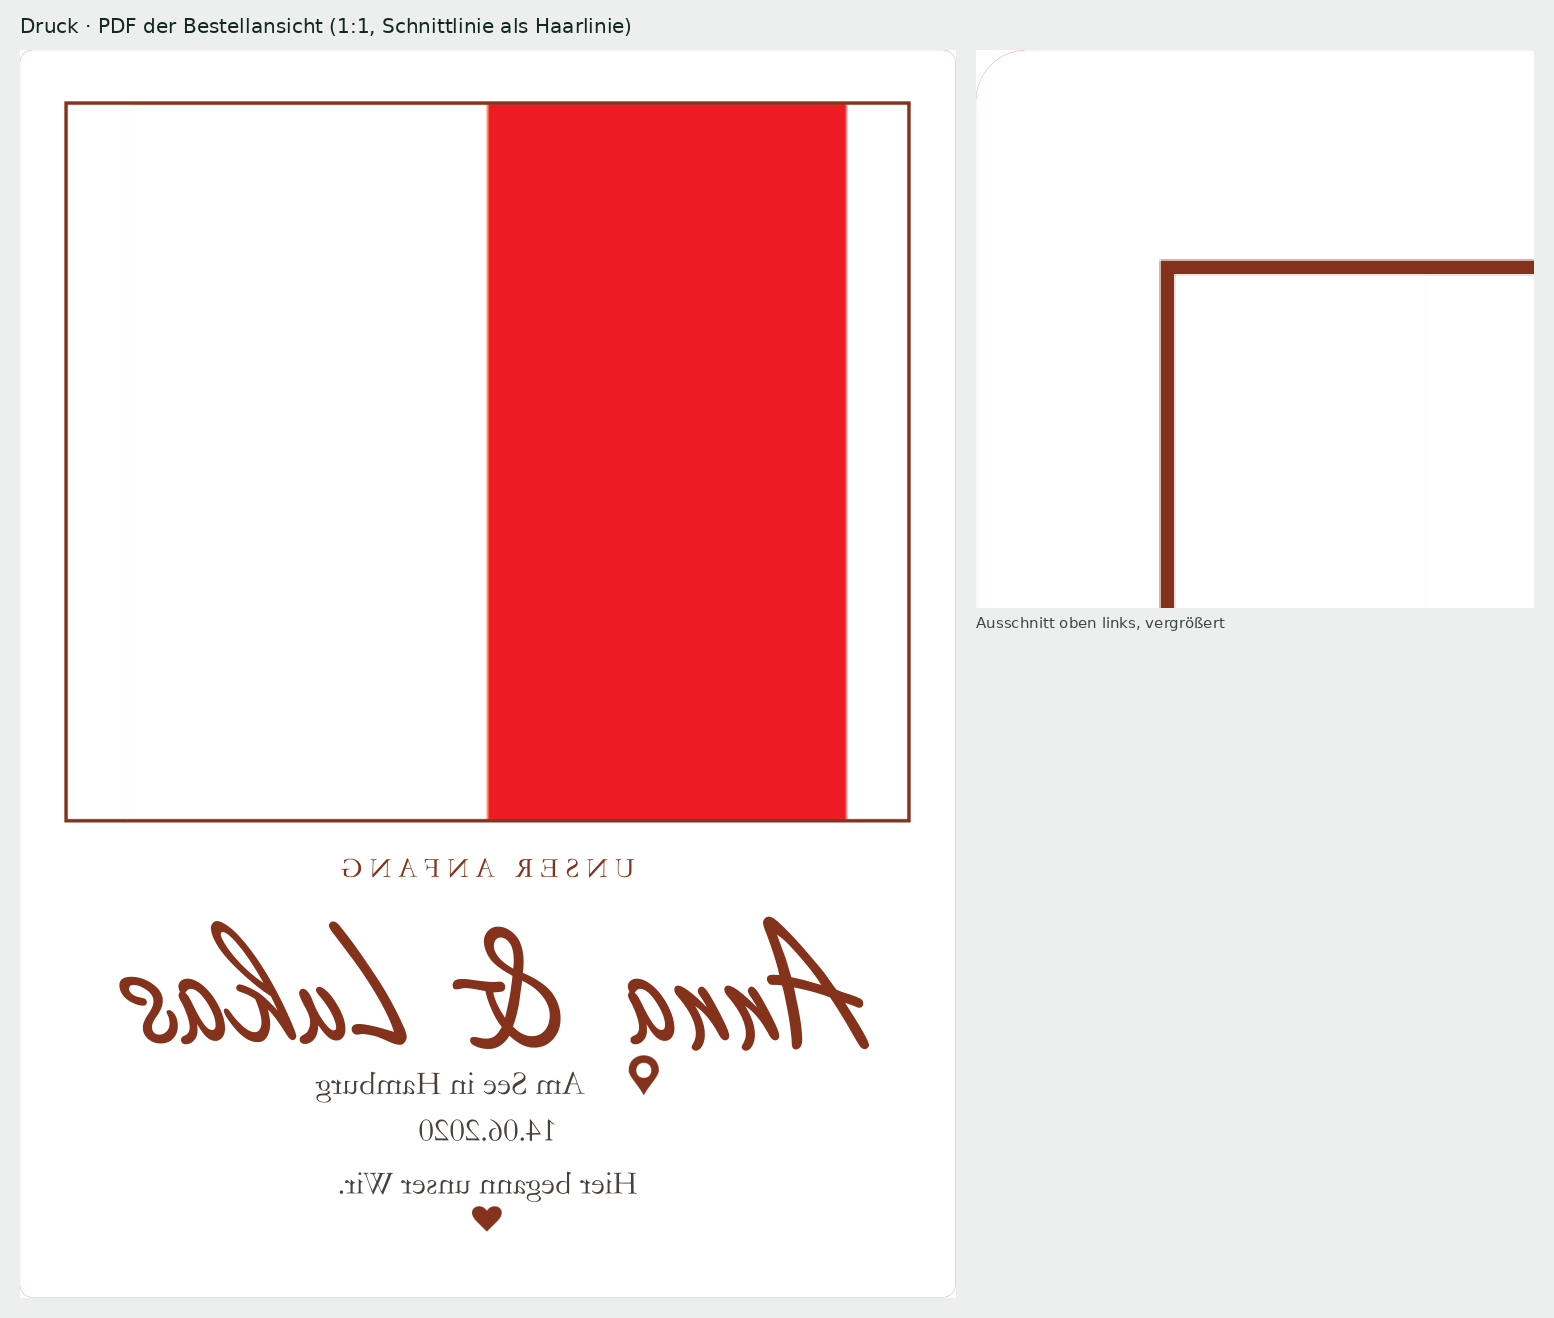 Druck · PDF der Bestellansicht (1:1, Schnittlinie als Haarlinie)
UNSER ANFANG
Anna & Lukas
Am See in Hamburg
14.06.2020
Hier begann unser Wir.
Ausschnitt oben links, vergrößert